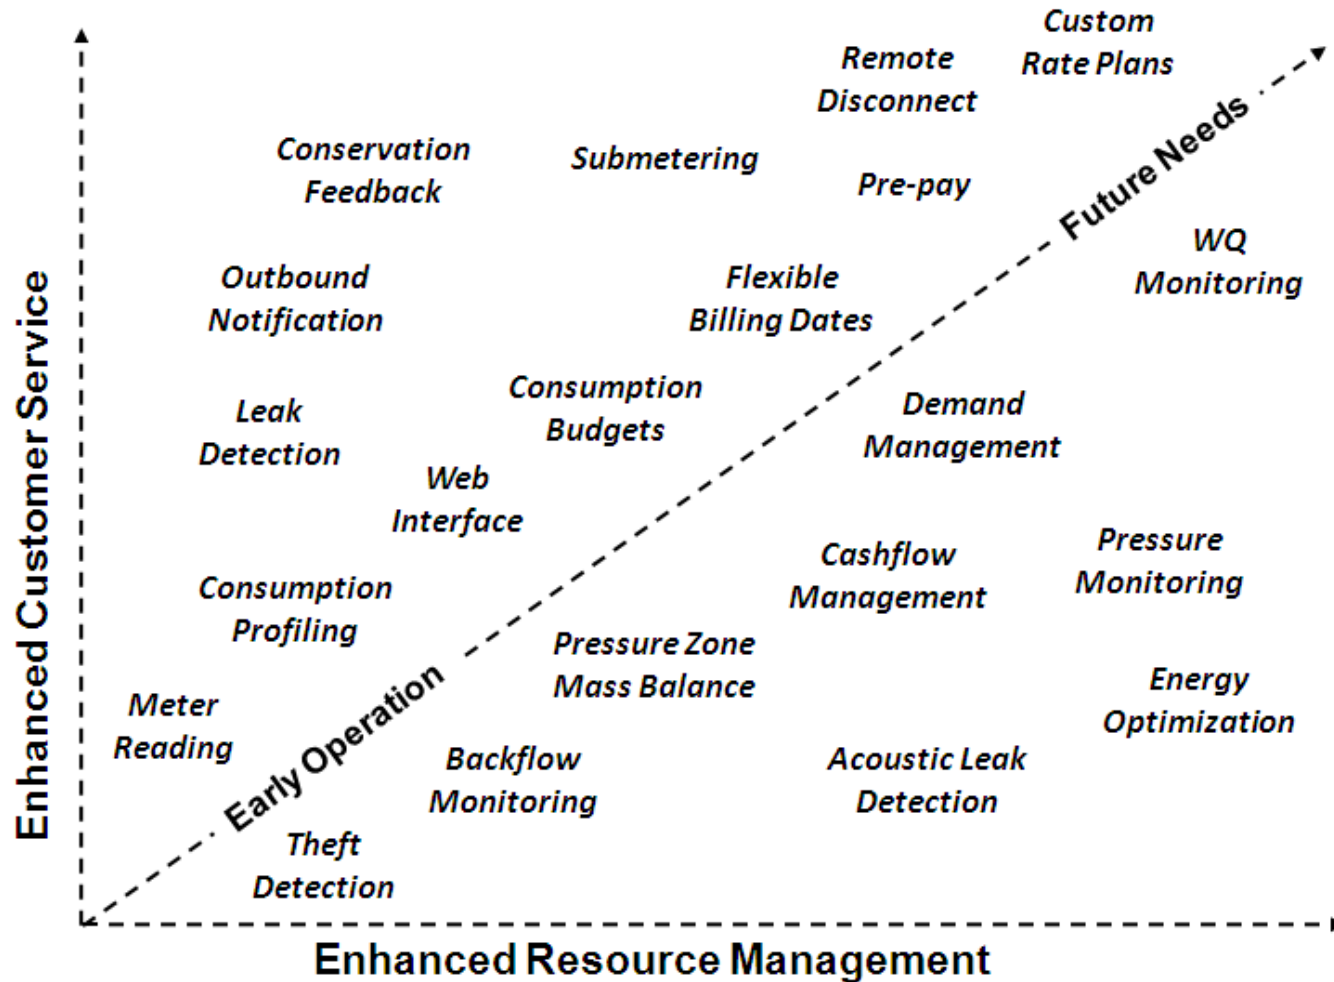 Custom
Rate Plans
Remote
Disconnect
Conservation
Feedback
Submetering
Pre-pay
Future Needs
WQ
Monitoring
Outbound
Notification
Flexible
Billing Dates
Consumption
Budgets
Demand
Management
Leak
Detection
Web
Interface
Cashflow
Management
Pressure
Monitoring
Consumption
Profiling
Pressure Zone
Mass Balance
Energy
Optimization
Meter
Reading
Early Operation
Backflow
Monitoring
Acoustic Leak
Detection
Theft
Detection
Enhanced Customer Service
Enhanced Resource Management